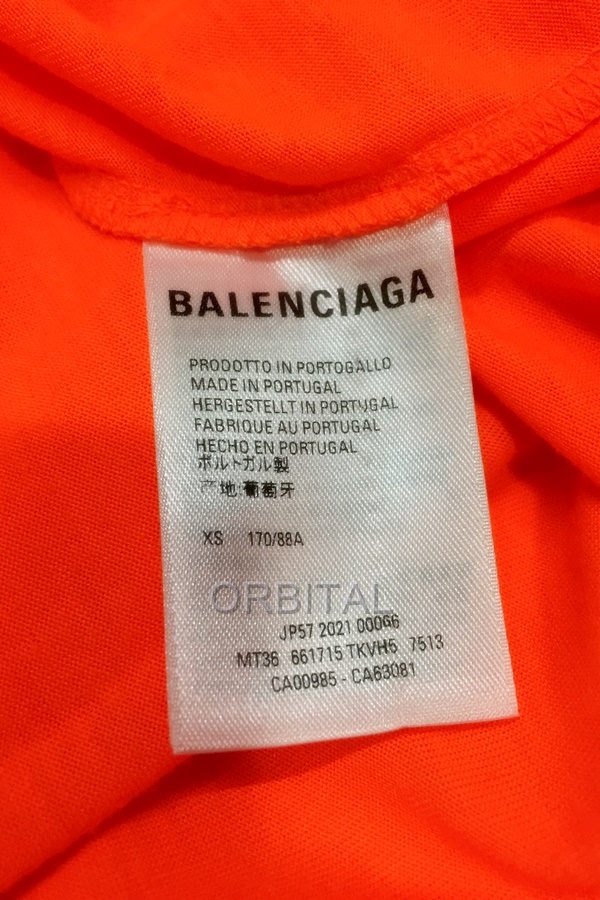 BALENCIAGA
PRODOTTO IN PORTOGALLO
MADE IN PORTUGAL
HERGESTELLT IN PORTUGAL
FABRIQUE AU PORTUGAL
HECHO EN PORTUGAL
ポルトガル製
产地:葡萄牙
XS 170/88A
ORBITAL
JP57 2021 000G6
MT36 661715 TKVH5 7513
CA00985 - CA63081